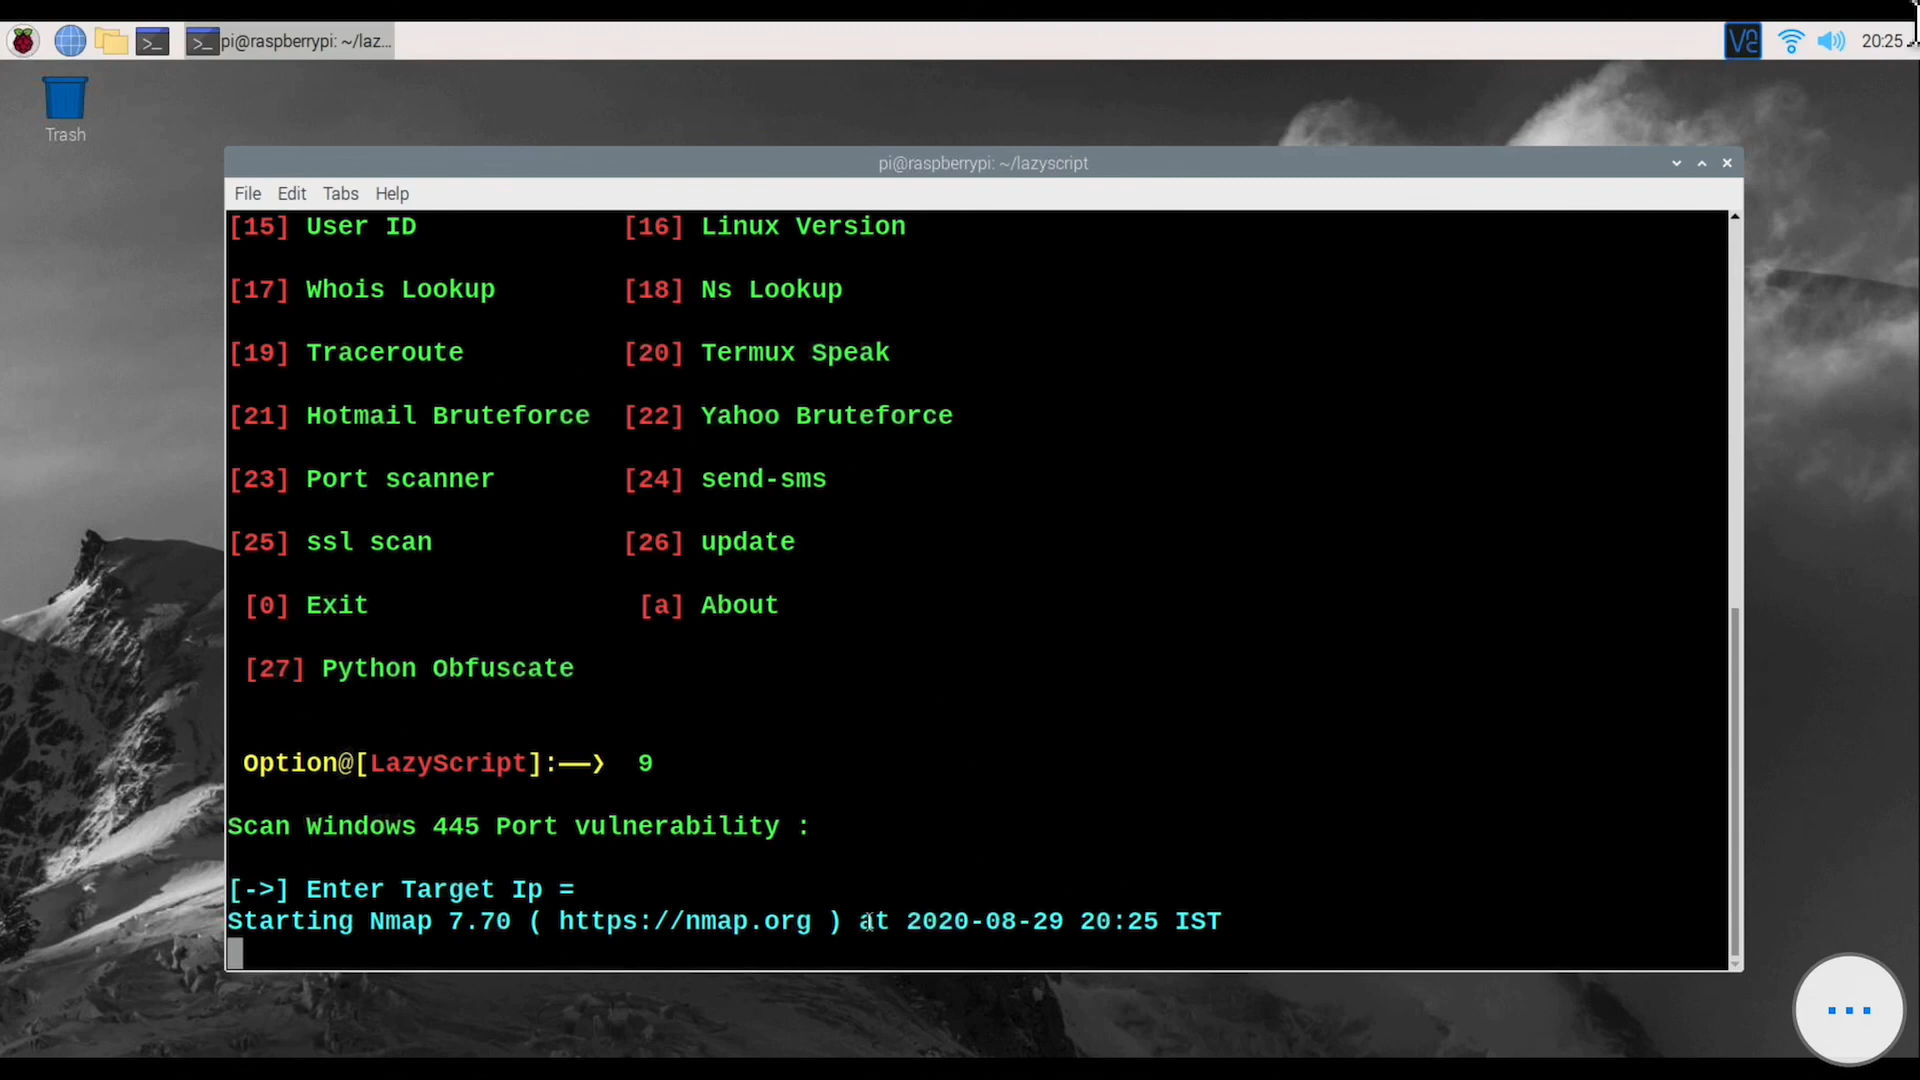 pi@raspberrypi: ~/laz...
20:25
Trash
pi@raspberrypi: ~/lazyscript
File Edit Tabs Help
[15] User ID [16] Linux Version
[17] Whois Lookup [18] Ns Lookup
[19] Traceroute [20] Termux Speak
[21] Hotmail Bruteforce [22] Yahoo Bruteforce
[23] Port scanner [24] send-sms
[25] ssl scan [26] update
[0] Exit [a] About
[27] Python Obfuscate
Option@[LazyScript]:──❯ 9
Scan Windows 445 Port vulnerability :
[->] Enter Target Ip =
Starting Nmap 7.70 ( https://nmap.org ) at 2020-08-29 20:25 IST